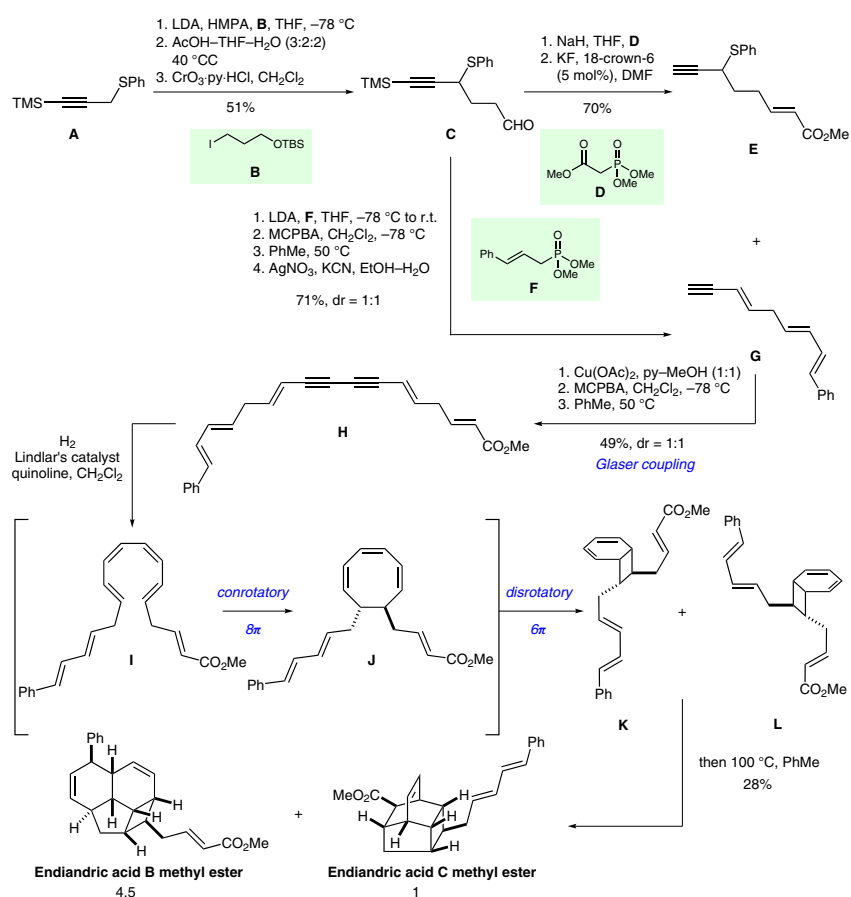 1. LDA, HMPA, B, THF, –78 °C
2. AcOH–THF–H₂O (3:2:2)
40 °CC
3. CrO₃·py·HCl, CH₂Cl₂
51%
1. NaH, THF, D
2. KF, 18-crown-6
(5 mol%), DMF
70%
SPh
TMS
A
I
OTBS
B
SPh
TMS
CHO
C
O
O
MeO
P
OMe
OMe
D
SPh
CO₂Me
E
1. LDA, F, THF, –78 °C to r.t.
2. MCPBA, CH₂Cl₂, –78 °C
3. PhMe, 50 °C
4. AgNO₃, KCN, EtOH–H₂O
71%, dr = 1:1
O
Ph
P
OMe
OMe
F
+
G
Ph
1. Cu(OAc)₂, py–MeOH (1:1)
2. MCPBA, CH₂Cl₂, –78 °C
3. PhMe, 50 °C
49%, dr = 1:1
Glaser coupling
H
CO₂Me
Ph
H₂
Lindlar's catalyst
quinoline, CH₂Cl₂
I
CO₂Me
Ph
conrotatory
8π
J
CO₂Me
Ph
disrotatory
6π
CO₂Me
Ph
K
+
Ph
CO₂Me
L
then 100 °C, PhMe
28%
Ph
H
H
H
H
H
H
CO₂Me
Endiandric acid B methyl ester
4.5
+
Ph
MeO₂C
H
H
H
H
H
Endiandric acid C methyl ester
1